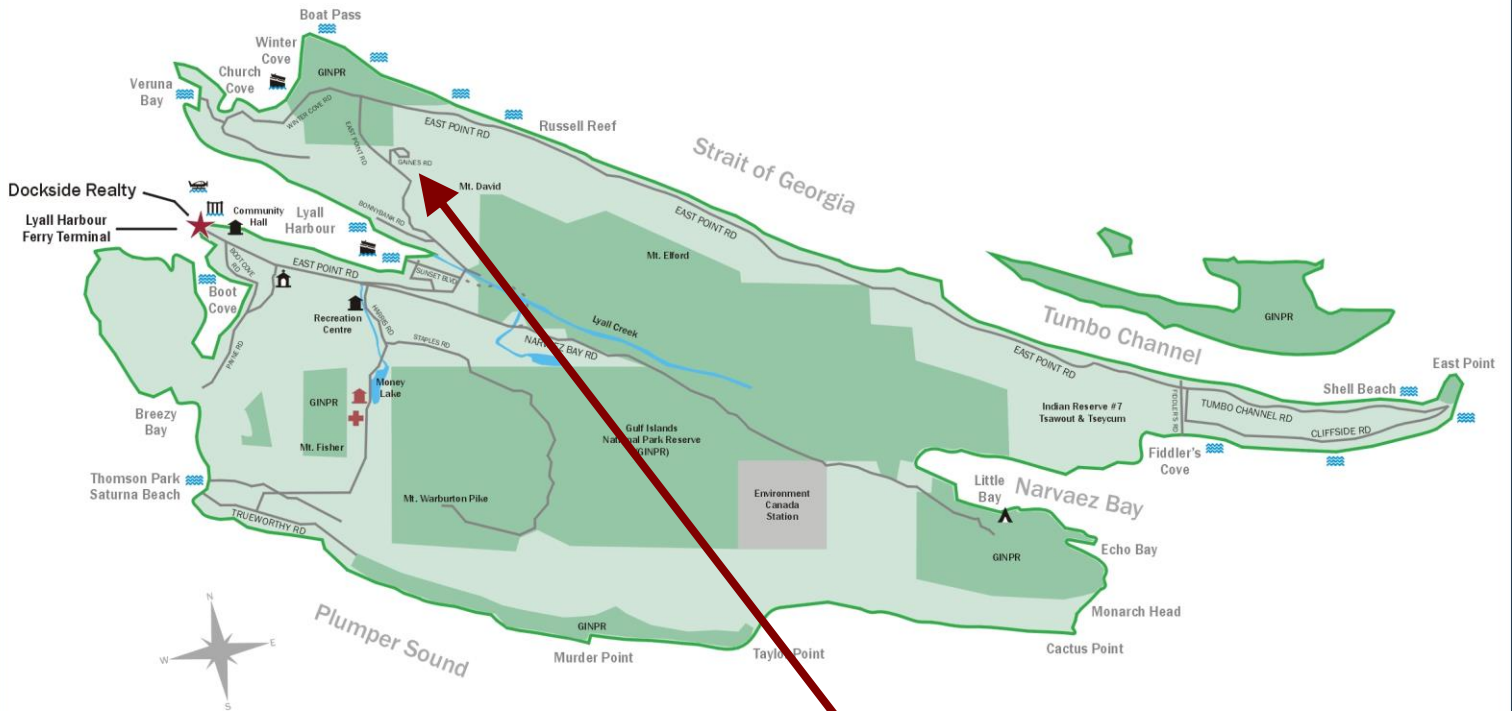 Boat Pass
Winter
Cove
Church
Cove
Veruna
Bay
GINPR
WINTER COVE RD
EAST POINT RD
EAST POINT RD
Russell Reef
Strait of Georgia
GAINES RD
Mt. David
Dockside Realty
Lyall Harbour
Ferry Terminal
Community
Hall
Lyall
Harbour
BONNYBANK RD
EAST POINT RD
BOOT COVE
RD
EAST POINT RD
SUNSET BLVD
Mt. Elford
Boot
Cove
Recreation
Centre
HARRIS RD
STAPLES RD
NARVAEZ BAY RD
Lyall Creek
Tumbo Channel
GINPR
EAST POINT RD
East Point
Shell Beach
PAYNE RD
Money
Lake
GINPR
Mt. Fisher
Breezy
Bay
Gulf Islands
National Park Reserve
(GINPR)
Indian Reserve #7
Tsawout & Tseycum
FIDDLER'S RD
TUMBO CHANNEL RD
CLIFFSIDE RD
Fiddler's
Cove
Thomson Park
Saturna Beach
TRUEWORTHY RD
Mt. Warburton Pike
Environment
Canada
Station
Little
Bay
Narvaez Bay
GINPR
Echo Bay
Monarch Head
Cactus Point
Plumper Sound
GINPR
Murder Point
Taylor Point
N
W
E
S